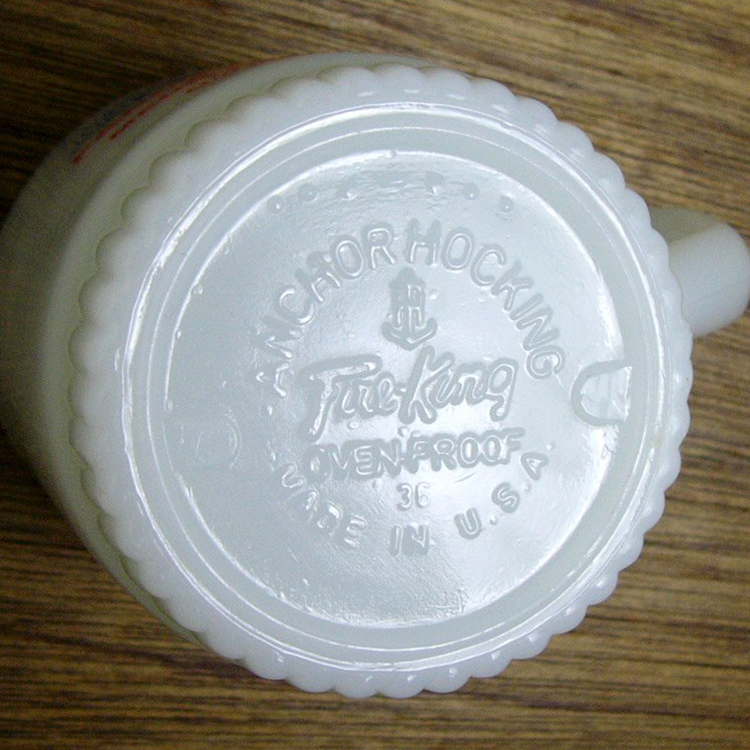 ANCHOR HOCKING
Fire-King
OVEN-PROOF
36
MADE IN U.S.A